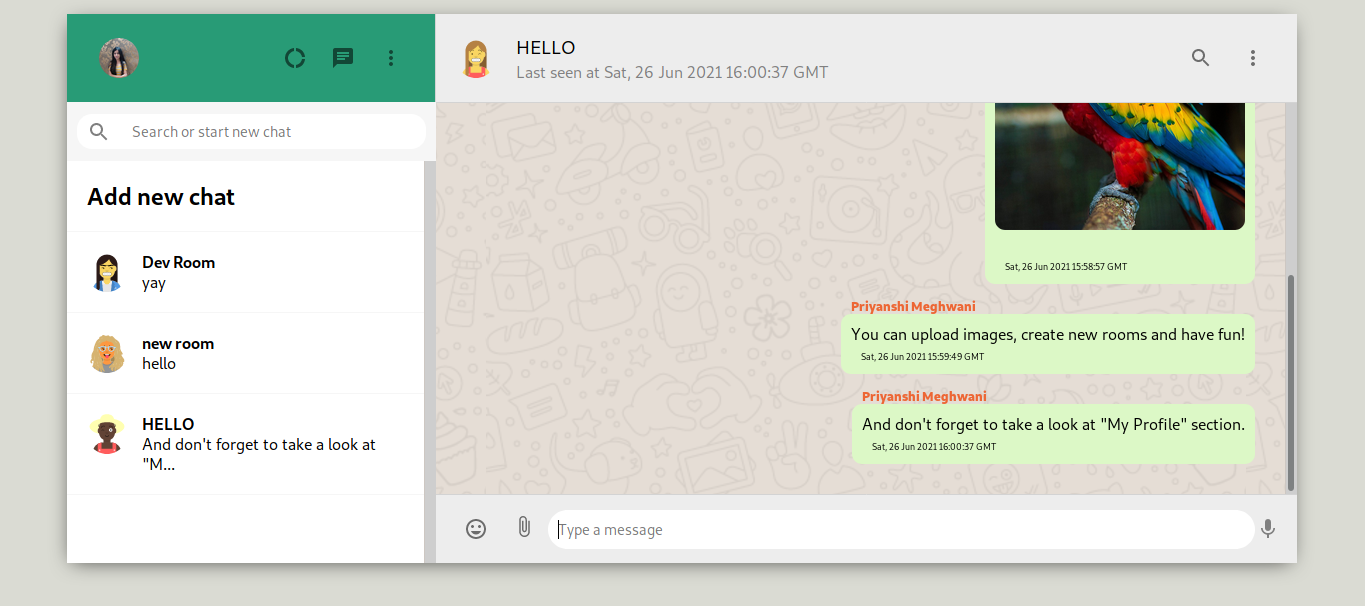 Search or start new chat
Add new chat
Dev Room
yay
new room
hello
HELLO
And don't forget to take a look at
"M...
HELLO
Last seen at Sat, 26 Jun 2021 16:00:37 GMT
Sat, 26 Jun 2021 15:58:57 GMT
Priyanshi Meghwani
You can upload images, create new rooms and have fun!
Sat, 26 Jun 2021 15:59:49 GMT
Priyanshi Meghwani
And don't forget to take a look at "My Profile" section.
Sat, 26 Jun 2021 16:00:37 GMT
Type a message